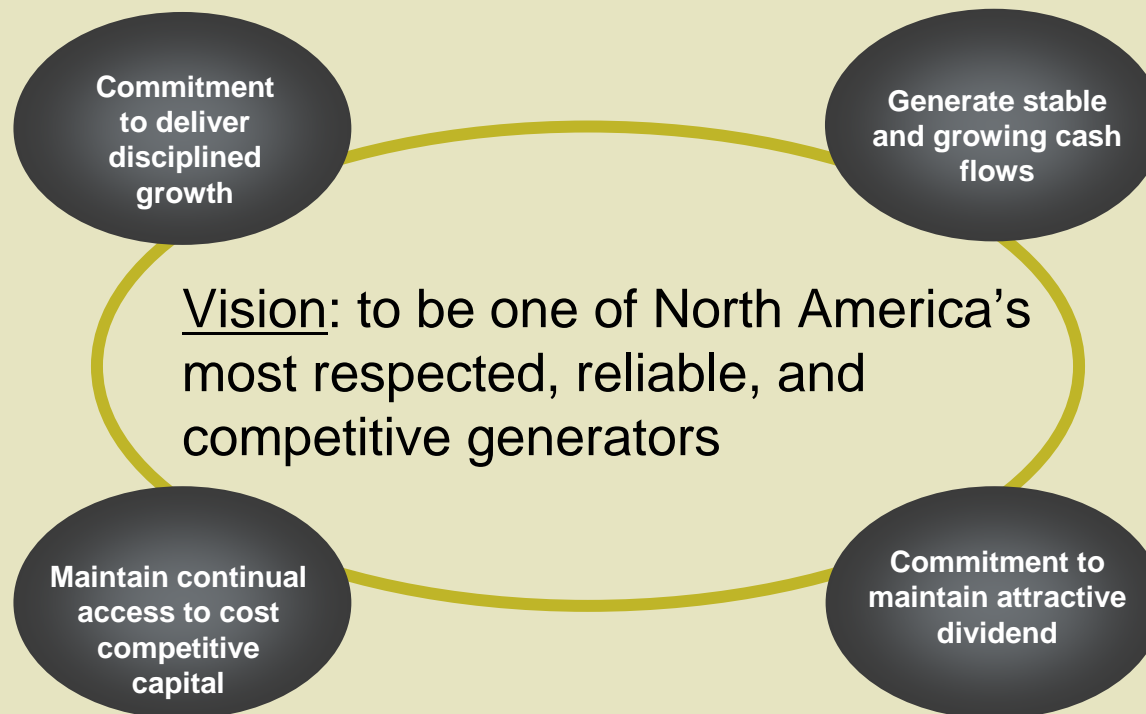 Commitment
to deliver
disciplined
growth
Generate stable
and growing cash
flows
Vision: to be one of North America’s
most respected, reliable, and
competitive generators
Maintain continual
access to cost
competitive
capital
Commitment to
maintain attractive
dividend